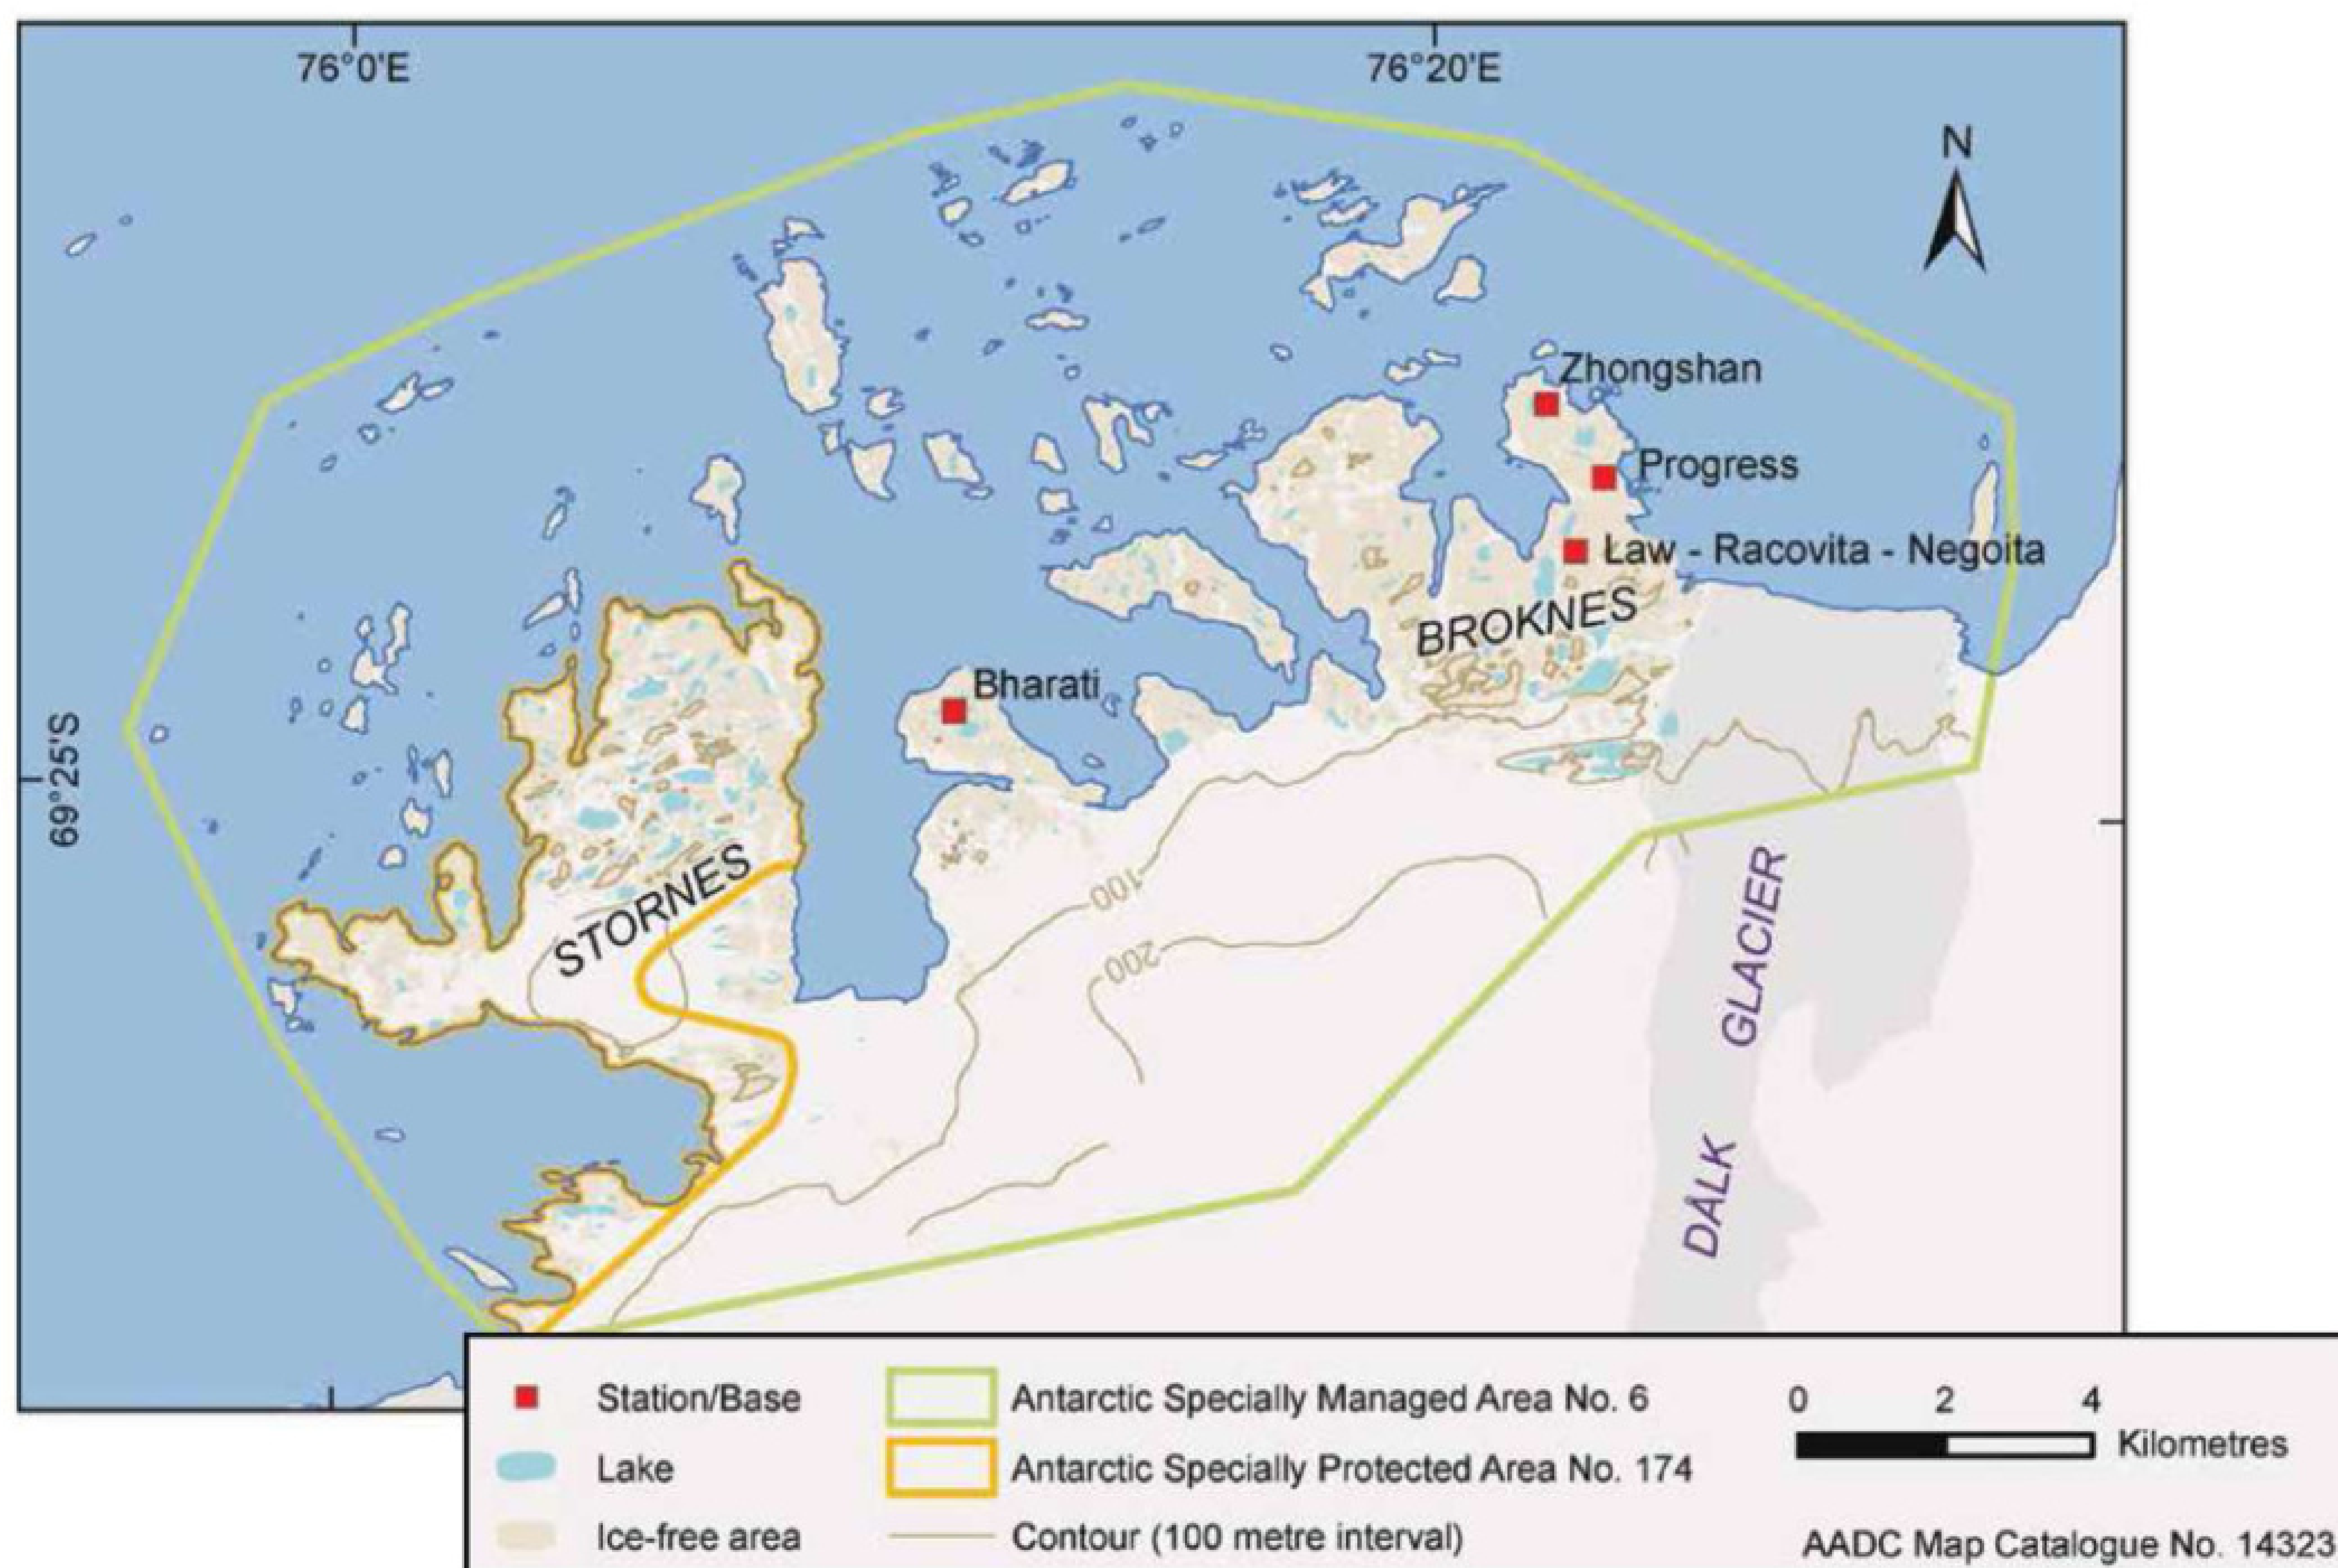 76°0'E
76°20'E
N
Zhongshan
Progress
Law - Racovita - Negoita
BROKNES
Bharati
69°25'S
STORNES
100
200
DÅLK GLACIER
Station/Base
Lake
Ice-free area
Antarctic Specially Managed Area No. 6
Antarctic Specially Protected Area No. 174
Contour (100 metre interval)
0 2 4
Kilometres
AADC Map Catalogue No. 14323